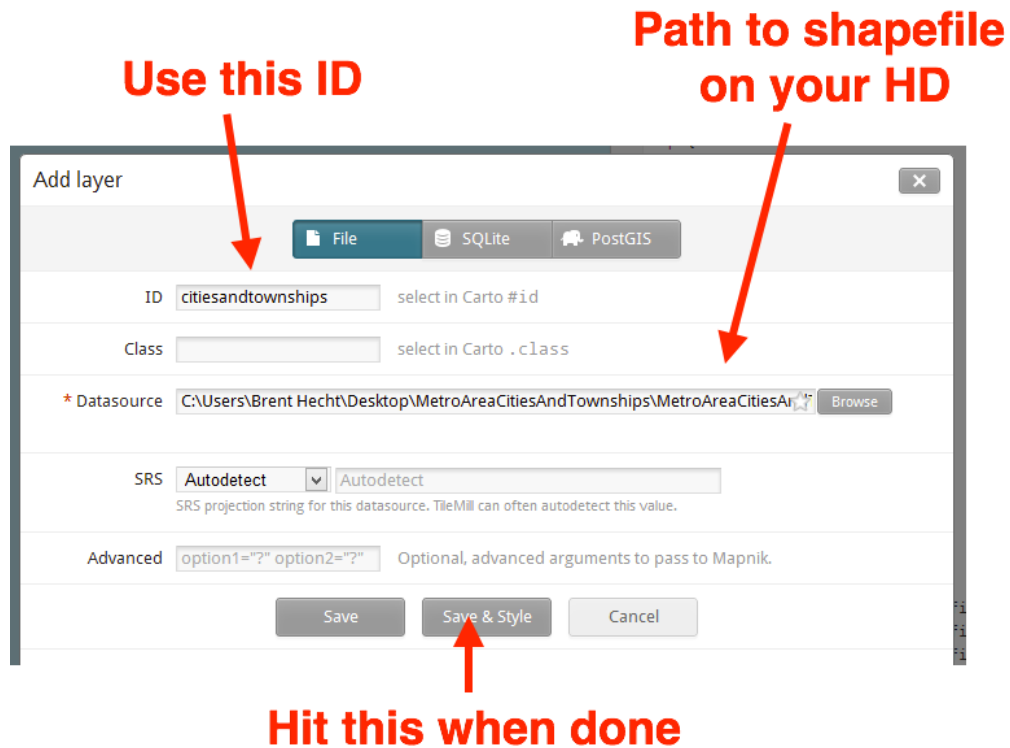 Path to shapefile
on your HD
Use this ID
Add layer
File SQLite PostGIS
ID citiesandtownships select in Carto #id
Class select in Carto .class
* Datasource C:\Users\Brent Hecht\Desktop\MetroAreaCitiesAndTownships\MetroAreaCitiesAn Browse
SRS Autodetect Autodetect
SRS projection string for this datasource. TileMill can often autodetect this value.
Advanced option1="?" option2="?" Optional, advanced arguments to pass to Mapnik.
Save Save & Style Cancel
Hit this when done